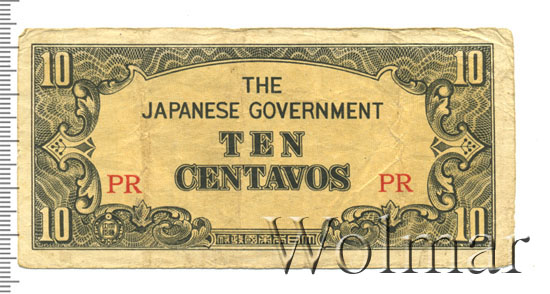 10 10
THE
JAPANESE GOVERNMENT
TEN
CENTAVOS
PR PR
10 10
Wolmar